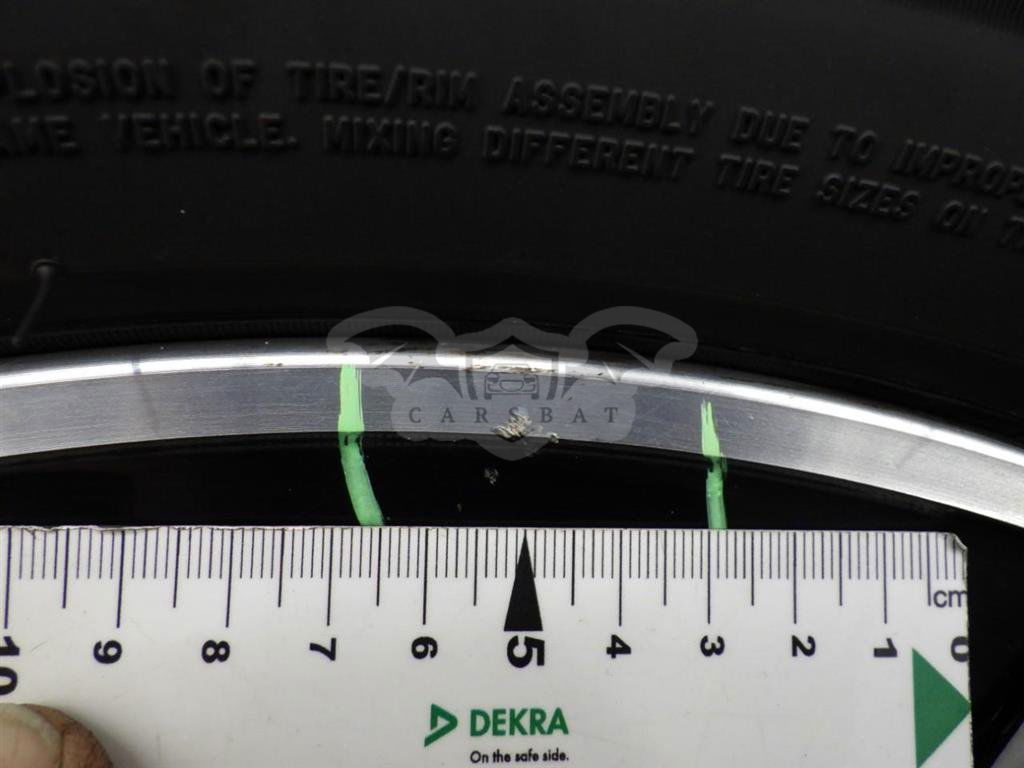 PLOSION OF TIRE/RIM ASSEMBLY DUE TO IMPROP
AME VEHICLE. MIXING DIFFERENT TIRE SIZES ON T
CARSBAT
cm
10 9 8 7 6 5 4 3 2 1 0
DEKRA
On the safe side.